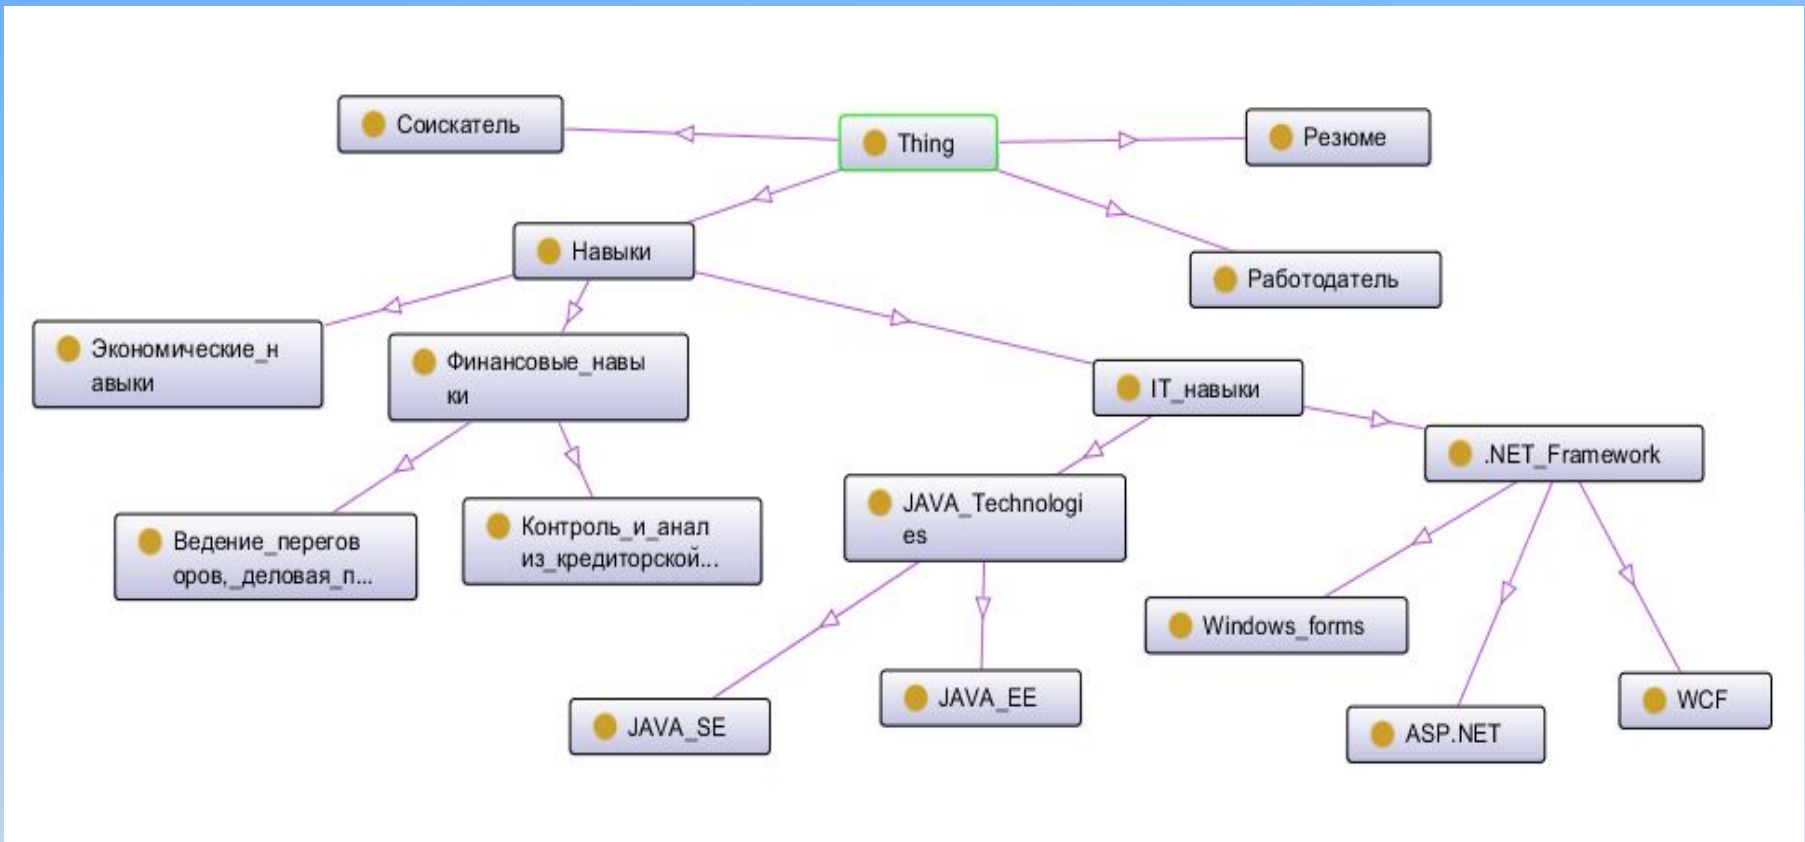 Соискатель
Thing
Резюме
Навыки
Работодатель
Экономические_н
авыки
Финансовые_навы
ки
IT_навыки
.NET_Framework
JAVA_Technologi
es
Ведение_перегов
оров,_деловая_п...
Контроль_и_анал
из_кредиторской...
Windows_forms
JAVA_SE
JAVA_EE
ASP.NET
WCF